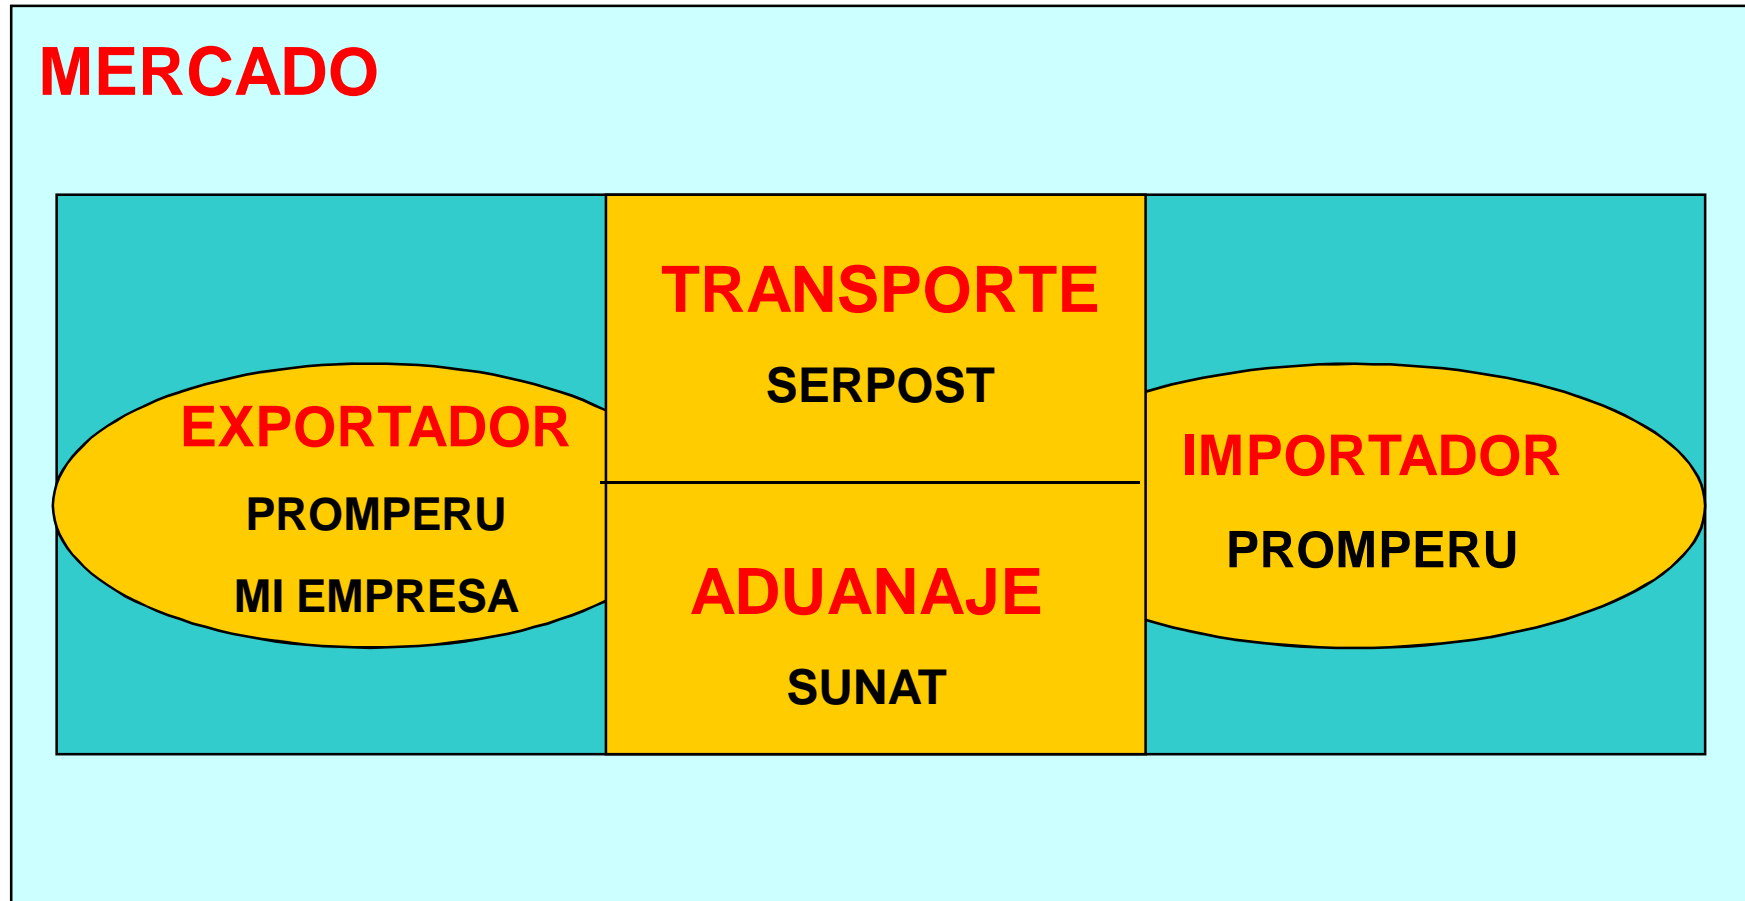 MERCADO
TRANSPORTE
SERPOST
EXPORTADOR
PROMPERU
MI EMPRESA
ADUANAJE
SUNAT
IMPORTADOR
PROMPERU